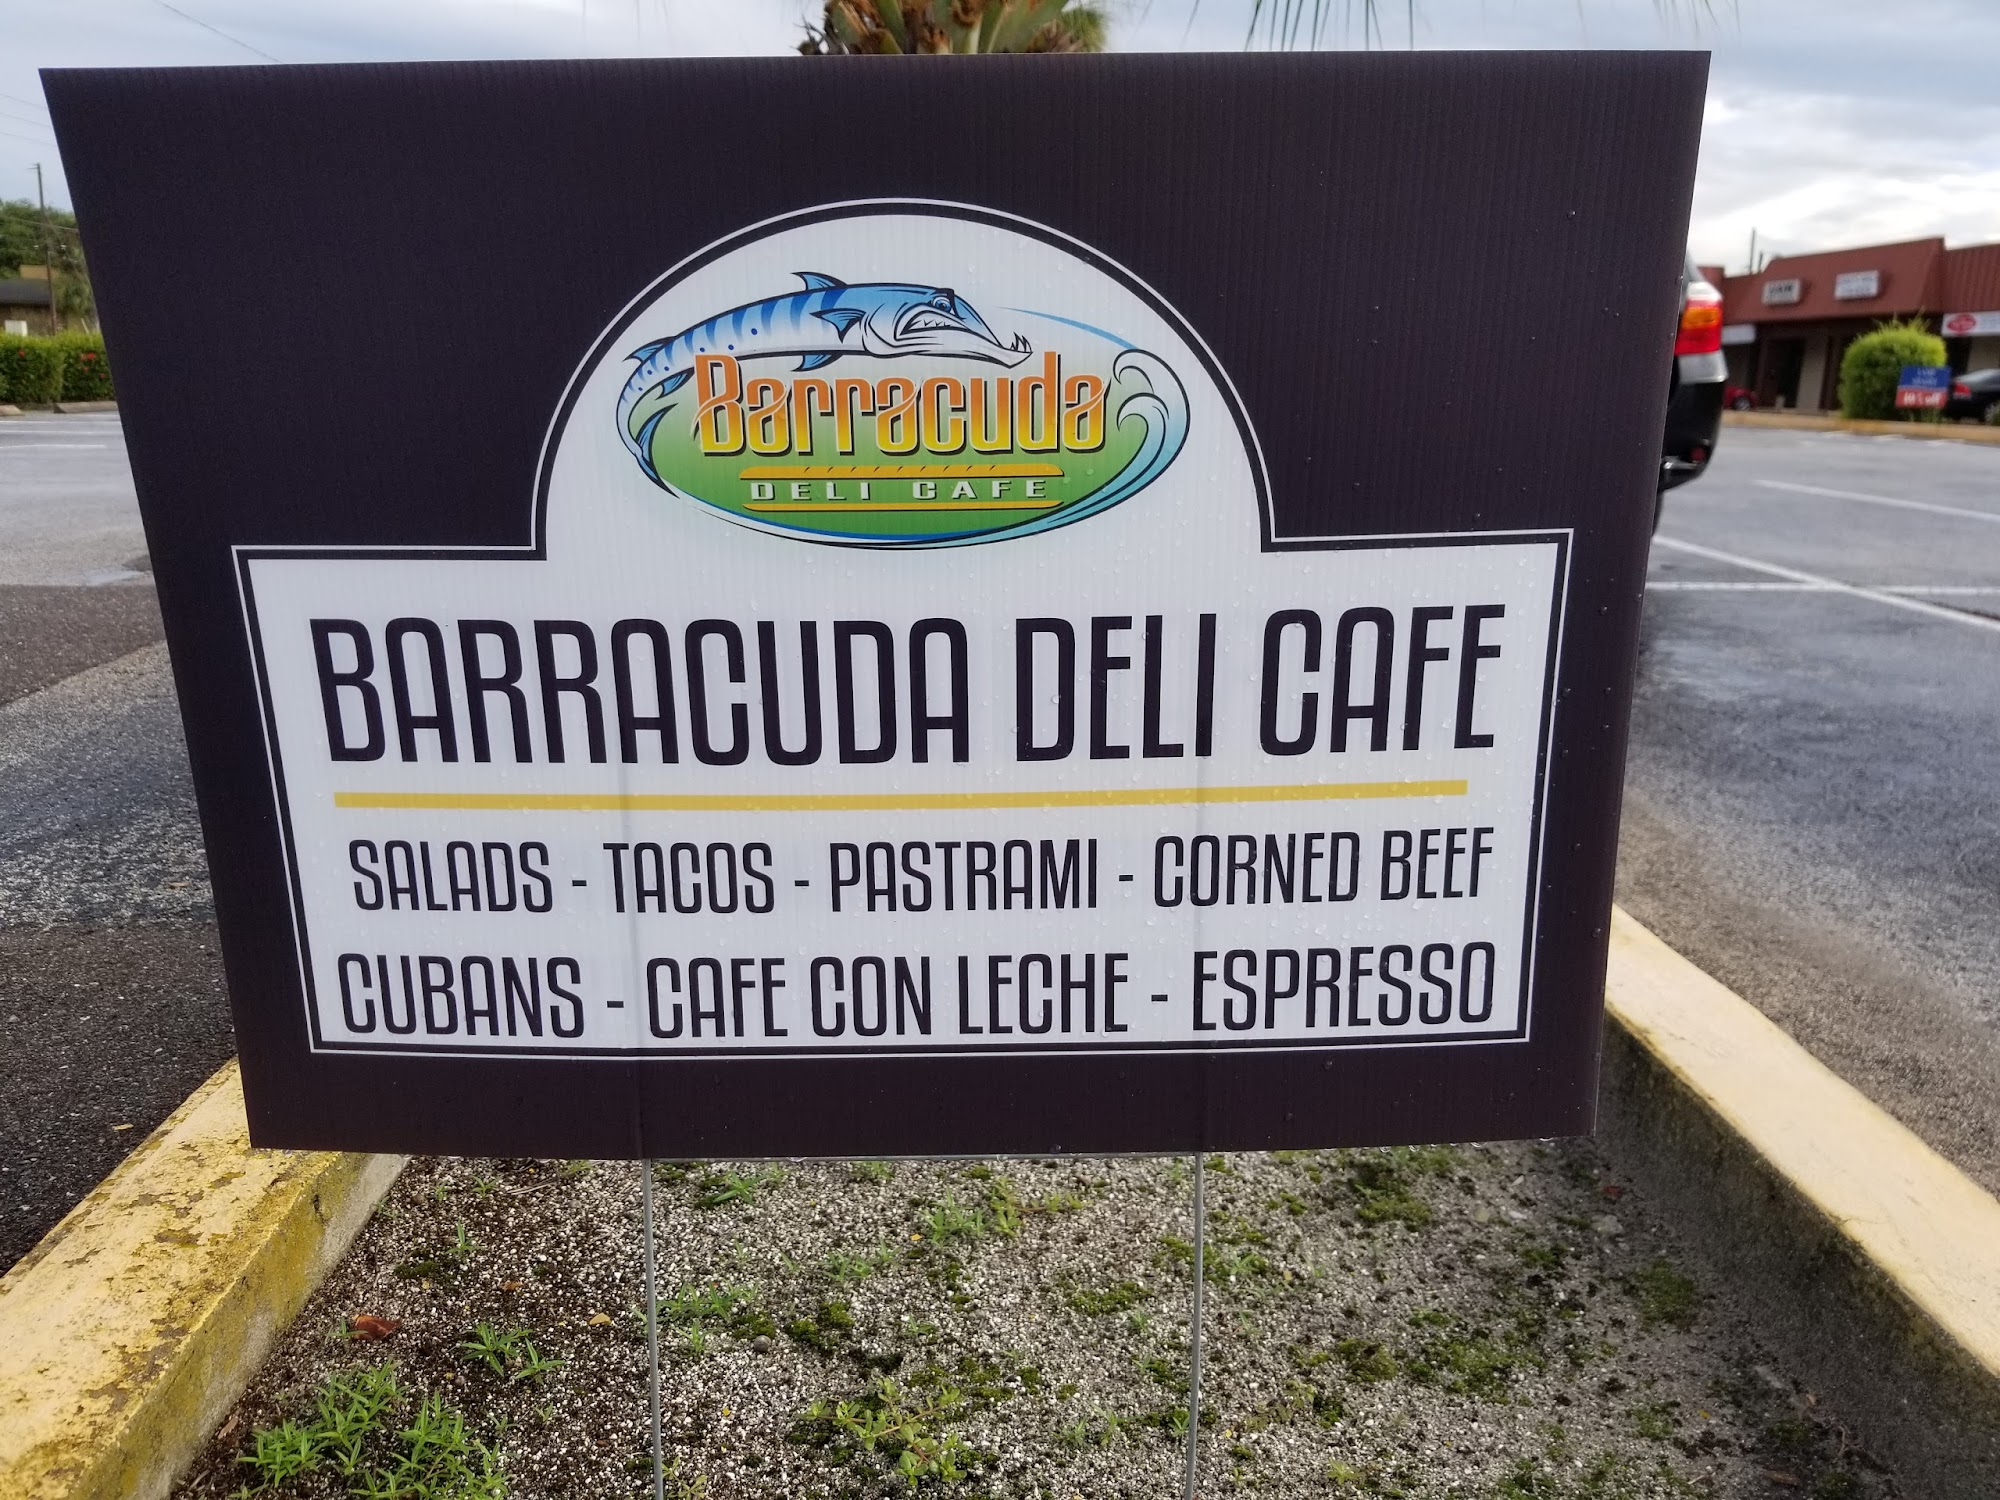 Barracuda
DELI CAFE
BARRACUDA DELI CAFE
SALADS - TACOS - PASTRAMI - CORNED BEEF
CUBANS - CAFE CON LECHE - ESPRESSO